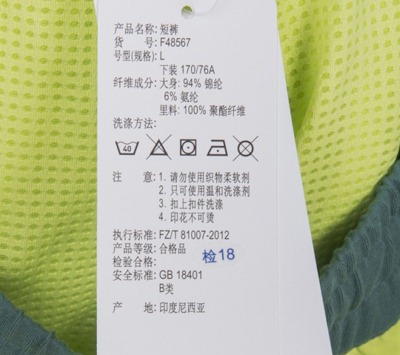 产品名称: 短裤
货 号: F48567
号型(规格): L
下装 170/76A
纤维成分: 大身: 94% 锦纶
6% 氨纶
里料: 100% 聚酯纤维
洗涤方法:
40
注 意: 1. 请勿使用织物柔软剂
2. 只可使用温和洗涤剂
3. 扣上扣件洗涤
4. 印花不可烫
执行标准: FZ/T 81007-2012
产品等级: 合格品
检验合格: 检18
安全标准: GB 18401
B类
产 地: 印度尼西亚